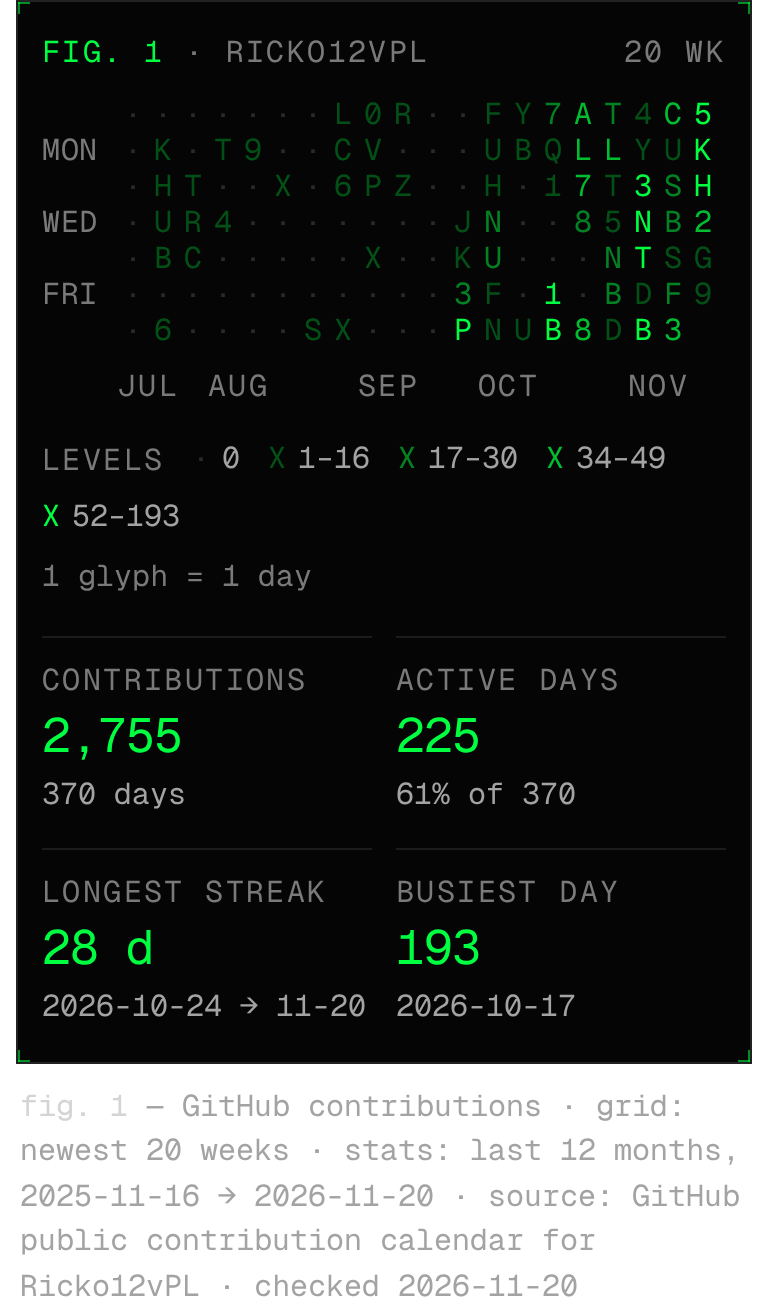 FIG. 1 · RICKO12VPL 20 WK
· · · · · · · L 0 R · · F Y 7 A T 4 C 5
MON · K · T 9 · · C V · · · U B Q L L Y U K
· H T · · X · 6 P Z · · H · 1 7 T 3 S H
WED · U R 4 · · · · · · · J N · · 8 5 N B 2
· B C · · · · · X · · K U · · · N T S G
FRI · · · · · · · · · · · 3 F · 1 · B D F 9
· 6 · · · · S X · · · P N U B 8 D B 3
JUL AUG SEP OCT NOV
LEVELS · 0 X 1–16 X 17–30 X 34–49
X 52–193
1 glyph = 1 day
CONTRIBUTIONS
2,755
370 days
ACTIVE DAYS
225
61% of 370
LONGEST STREAK
28 d
2026-10-24 → 11-20
BUSIEST DAY
193
2026-10-17
fig. 1 — GitHub contributions · grid:
newest 20 weeks · stats: last 12 months,
2025-11-16 → 2026-11-20 · source: GitHub
public contribution calendar for
Ricko12vPL · checked 2026-11-20